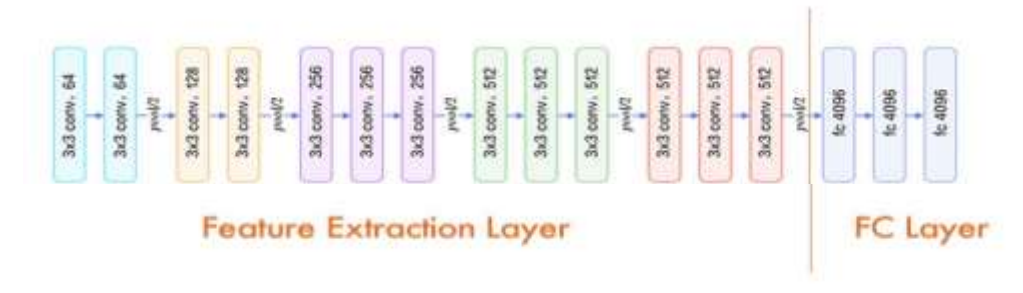 3x3 conv, 64
3x3 conv, 64
pool/2
3x3 conv, 128
3x3 conv, 128
pool/2
3x3 conv, 256
3x3 conv, 256
3x3 conv, 256
pool/2
3x3 conv, 512
3x3 conv, 512
3x3 conv, 512
pool/2
3x3 conv, 512
3x3 conv, 512
3x3 conv, 512
pool/2
fc 4096
fc 4096
fc 4096
Feature Extraction Layer
FC Layer